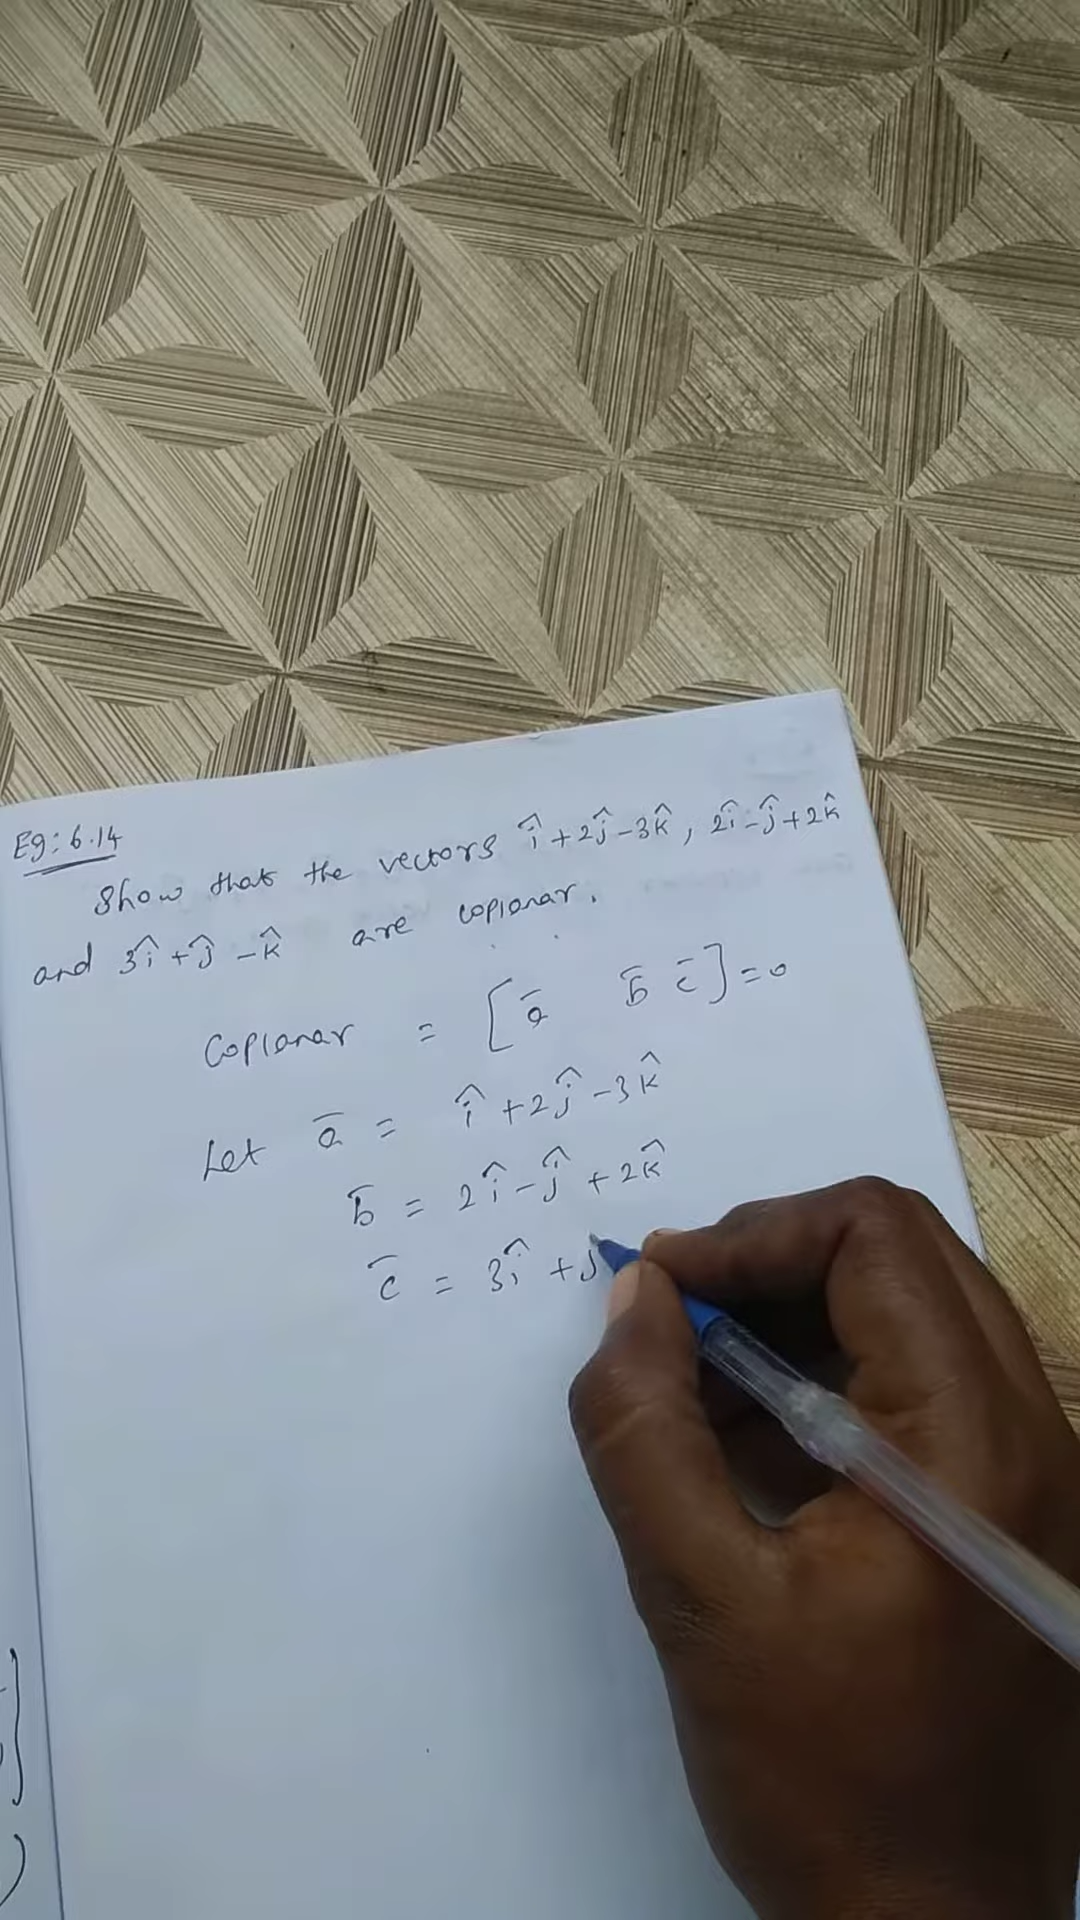 Eg: 6.14
Show that the vectors î + 2ĵ - 3k̂, 2î - ĵ + 2k̂
and 3î + ĵ - k̂ are coplanar.
Coplanar = [a̅ b̅ c̅] = 0
Let a̅ = î + 2ĵ - 3k̂
b̅ = 2î - ĵ + 2k̂
c̅ = 3î + j